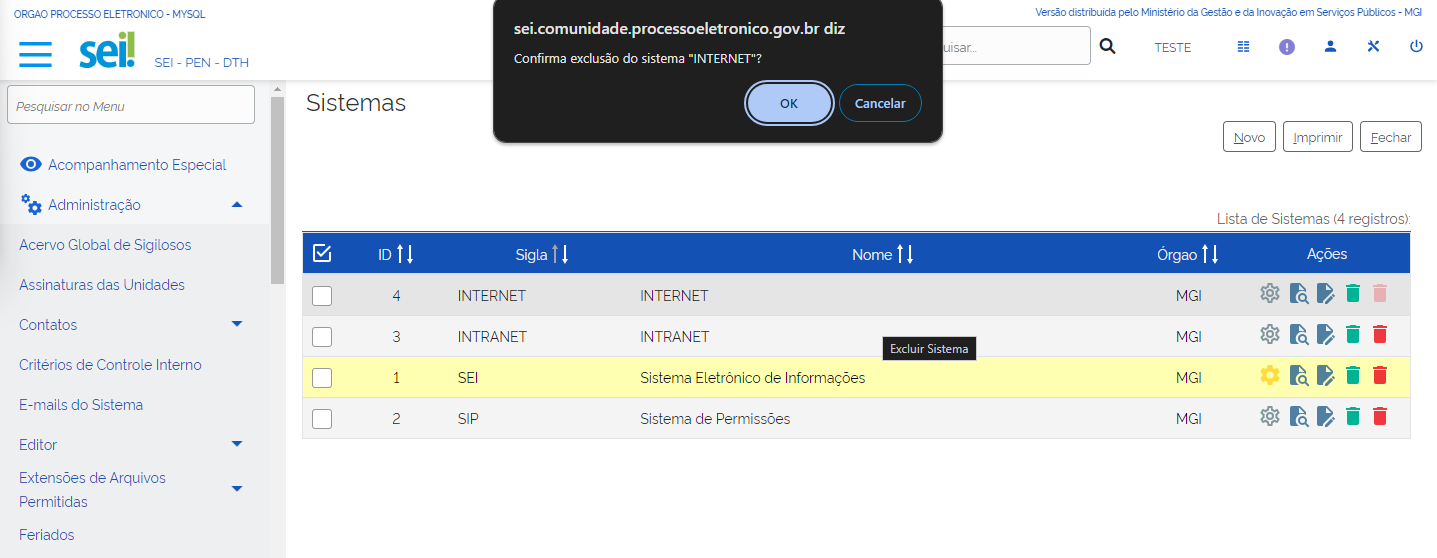 ORGAO PROCESSO ELETRONICO - MYSQL
Versão distribuída pelo Ministério da Gestão e da Inovação em Serviços Públicos - MGI
sei!
SEI - PEN - DTH
TESTE
sei.comunidade.processoeletronico.gov.br diz
Confirma exclusão do sistema "INTERNET"?
OK
Cancelar
Pesquisar no Menu
Acompanhamento Especial
Administração
Acervo Global de Sigilosos
Assinaturas das Unidades
Contatos
Critérios de Controle Interno
E-mails do Sistema
Editor
Extensões de Arquivos
Permitidas
Feriados
Sistemas
Novo
Imprimir
Fechar
Lista de Sistemas (4 registros):
ID Sigla Nome Órgao Ações
4 INTERNET INTERNET MGI
3 INTRANET INTRANET MGI
Excluir Sistema
1 SEI Sistema Eletrônico de Informações MGI
2 SIP Sistema de Permissões MGI